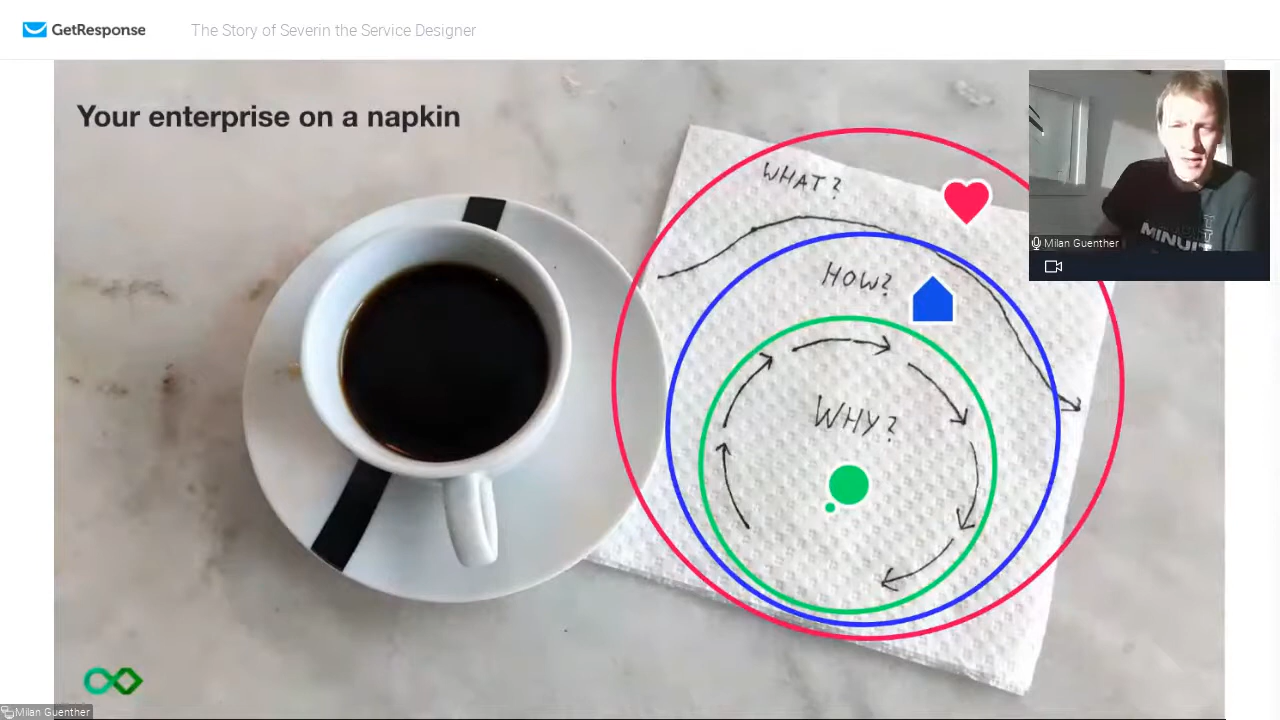 GetResponse
The Story of Severin the Service Designer
Your enterprise on a napkin
WHAT?
HOW?
WHY?
MINUIT
Milan Guenther
Milan Guenther